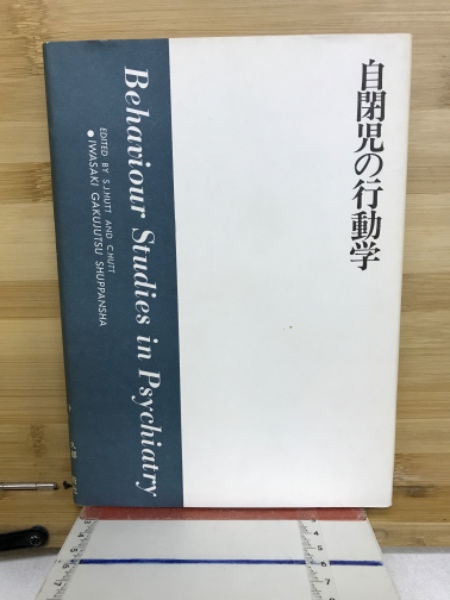 自閉児の行動学
Behaviour Studies in Psychiatry
EDITED BY S.J.HUTT AND C.HUTT
●IWASAKI GAKUJUTSU SHUPPANSHA